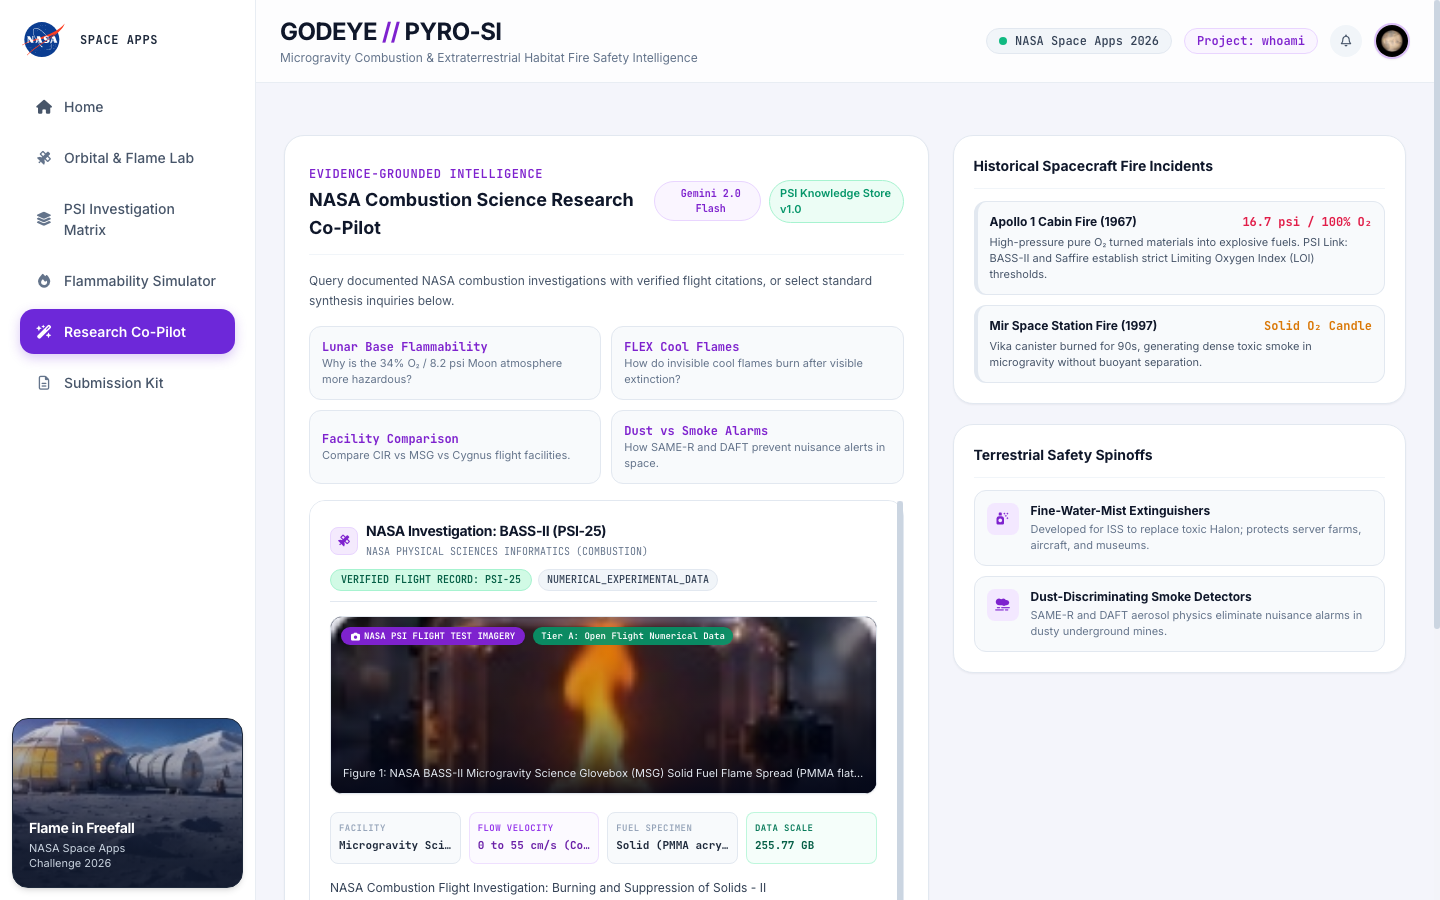 NASA
SPACE APPS
Home
Orbital & Flame Lab
PSI Investigation
Matrix
Flammability Simulator
Research Co-Pilot
Submission Kit
Flame in Freefall
NASA Space Apps
Challenge 2026
GODEYE // PYRO-SI
Microgravity Combustion & Extraterrestrial Habitat Fire Safety Intelligence
NASA Space Apps 2026
Project: whoami
EVIDENCE-GROUNDED INTELLIGENCE
NASA Combustion Science Research
Co-Pilot
Gemini 2.0
Flash
PSI Knowledge Store
v1.0
Query documented NASA combustion investigations with verified flight citations, or select standard
synthesis inquiries below.
Lunar Base Flammability
Why is the 34% O₂ / 8.2 psi Moon atmosphere
more hazardous?
FLEX Cool Flames
How do invisible cool flames burn after visible
extinction?
Facility Comparison
Compare CIR vs MSG vs Cygnus flight facilities.
Dust vs Smoke Alarms
How SAME-R and DAFT prevent nuisance alerts in
space.
NASA Investigation: BASS-II (PSI-25)
NASA PHYSICAL SCIENCES INFORMATICS (COMBUSTION)
VERIFIED FLIGHT RECORD: PSI-25
NUMERICAL_EXPERIMENTAL_DATA
NASA PSI FLIGHT TEST IMAGERY
Tier A: Open Flight Numerical Data
Figure 1: NASA BASS-II Microgravity Science Glovebox (MSG) Solid Fuel Flame Spread (PMMA flat...
FACILITY
Microgravity Sci…
FLOW VELOCITY
0 to 55 cm/s (Co…
FUEL SPECIMEN
Solid (PMMA acry…
DATA SCALE
255.77 GB
NASA Combustion Flight Investigation: Burning and Suppression of Solids - II
Historical Spacecraft Fire Incidents
Apollo 1 Cabin Fire (1967)
16.7 psi / 100% O₂
High-pressure pure O₂ turned materials into explosive fuels. PSI Link:
BASS-II and Saffire establish strict Limiting Oxygen Index (LOI)
thresholds.
Mir Space Station Fire (1997)
Solid O₂ Candle
Vika canister burned for 90s, generating dense toxic smoke in
microgravity without buoyant separation.
Terrestrial Safety Spinoffs
Fine-Water-Mist Extinguishers
Developed for ISS to replace toxic Halon; protects server farms,
aircraft, and museums.
Dust-Discriminating Smoke Detectors
SAME-R and DAFT aerosol physics eliminate nuisance alarms in
dusty underground mines.